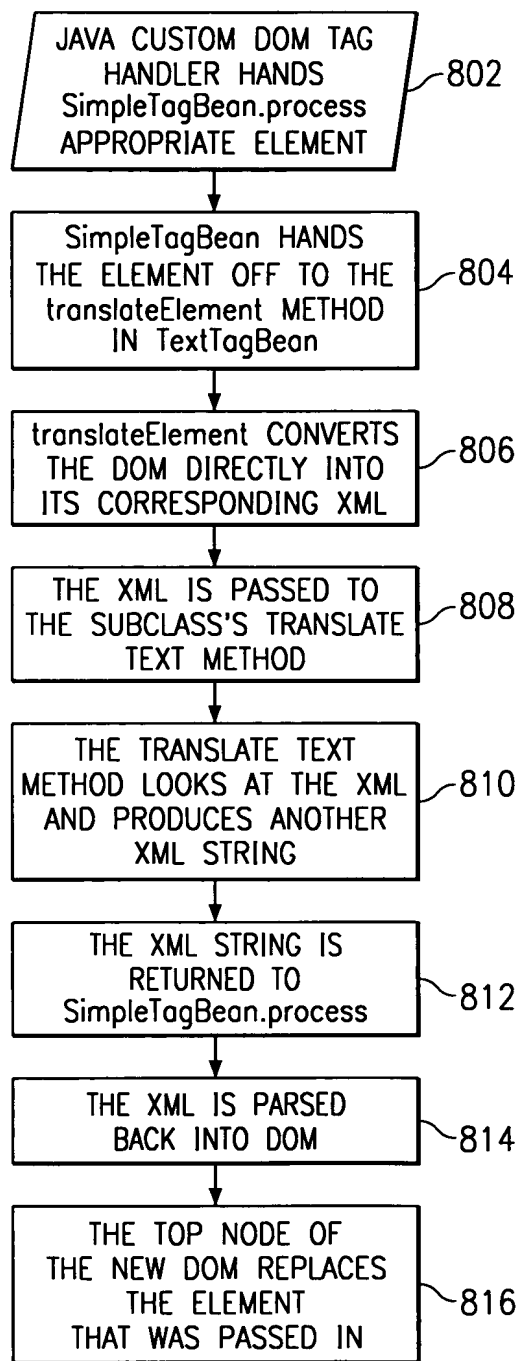 JAVA CUSTOM DOM TAG
HANDLER HANDS
SimpleTagBean.process
APPROPRIATE ELEMENT
802
SimpleTagBean HANDS
THE ELEMENT OFF TO THE
translateElement METHOD
IN TextTagBean
804
translateElement CONVERTS
THE DOM DIRECTLY INTO
ITS CORRESPONDING XML
806
THE XML IS PASSED TO
THE SUBCLASS'S TRANSLATE
TEXT METHOD
808
THE TRANSLATE TEXT
METHOD LOOKS AT THE XML
AND PRODUCES ANOTHER
XML STRING
810
THE XML STRING IS
RETURNED TO
SimpleTagBean.process
812
THE XML IS PARSED
BACK INTO DOM
814
THE TOP NODE OF
THE NEW DOM REPLACES
THE ELEMENT
THAT WAS PASSED IN
816